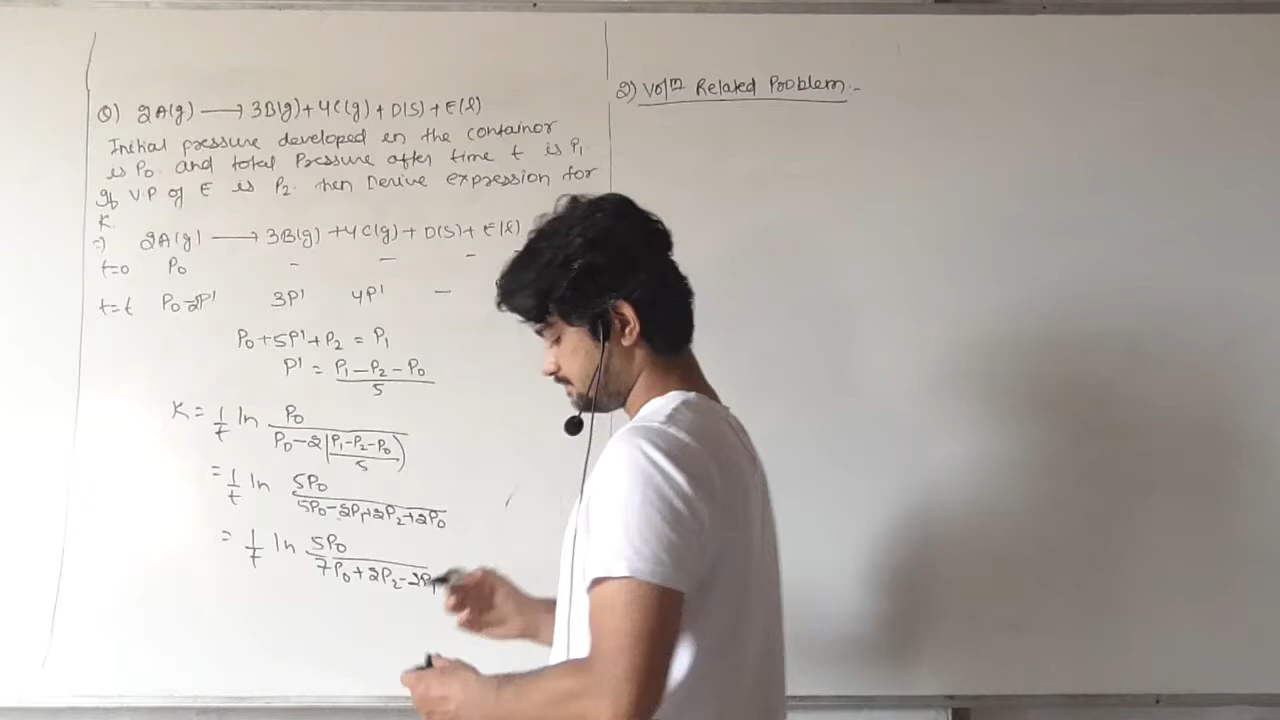 Q) 2A(g) ⟶ 3B(g) + 4C(g) + D(s) + E(l)
Initial pressure developed in the container
is P₀ and total Pressure after time t is P₁
If V.P of E is P₂. then Derive expression for
K.
⇒) 2A(g) ⟶ 3B(g) + 4C(g) + D(s) + E(l)
t=0 P₀ – – –
t=t P₀-2P' 3P' 4P' –
P₀+5P'+P₂ = P₁
P' = (P₁-P₂-P₀)/5
K = 1/t ln P₀/(P₀-2((P₁-P₂-P₀)/5))
= 1/t ln 5P₀/(5P₀-2P₁+2P₂+2P₀)
= 1/t ln 5P₀/(7P₀+2P₂-2P₁)
2) Volm Related Problem:-